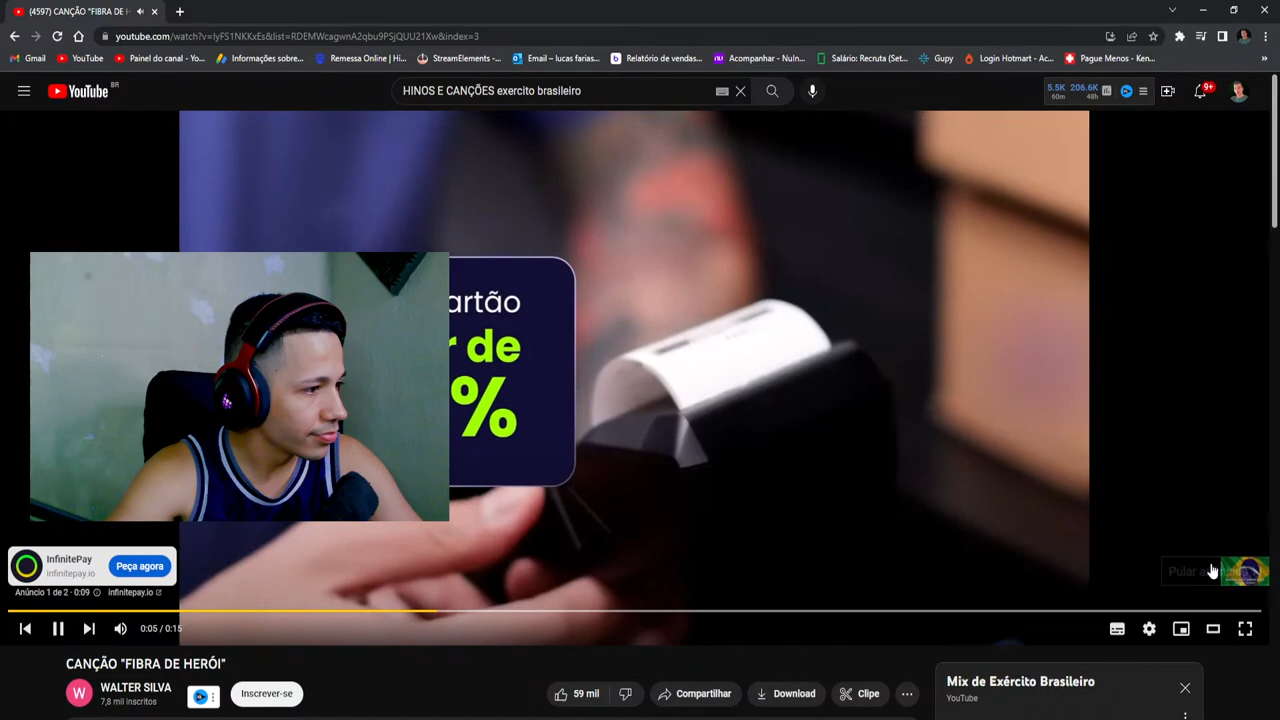 (4597) CANÇÃO "FIBRA DE H
youtube.com/watch?v=lyFS1NKKxEs&list=RDEMWcagwnA2qbu9PSjQUU21Xw&index=3
Gmail YouTube Painel do canal - Yo... Informações sobre... Remessa Online | Hi... StreamElements -... Email – lucas farias... Relatório de vendas... Acompanhar - NuIn... Salário: Recruta (Set... Gupy Login Hotmart - Ac... Pague Menos - Ken...
YouTube BR
HINOS E CANÇÕES exercito brasileiro
5.5K 206.6K
60m 48h
9+
artão
r de
%
InfinitePay
infinitepay.io
Peça agora
Pular a
Anúncio 1 de 2 · 0:09 infinitepay.io
0:05 / 0:15
CANÇÃO "FIBRA DE HERÓI"
W WALTER SILVA
7,8 mil inscritos
Inscrever-se
59 mil
Compartilhar
Download
Clipe
Mix de Exército Brasileiro
YouTube